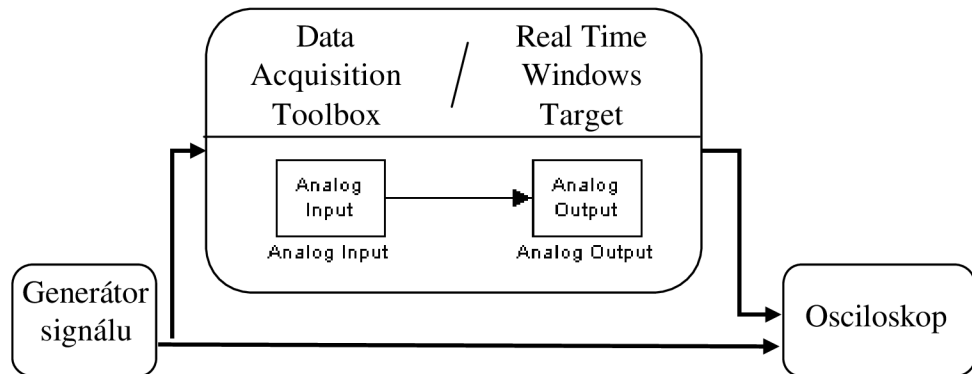 Data
Acquisition
Toolbox
/
Real Time
Windows
Target
Analog
Input
Analog Input
Analog
Output
Analog Output
Generátor
signálu
Osciloskop